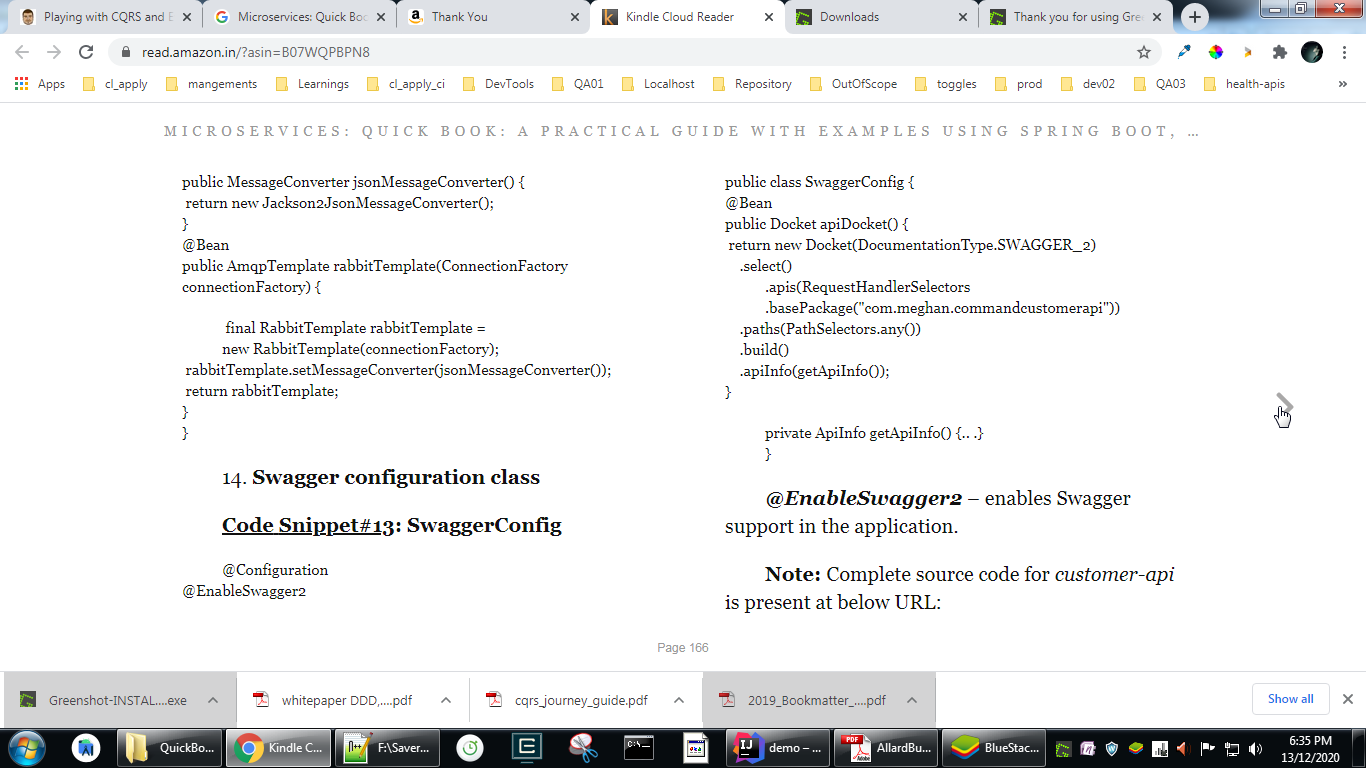 Playing with CQRS and E
Microservices: Quick Boo
Thank You
Kindle Cloud Reader
Downloads
Thank you for using Gre
read.amazon.in/?asin=B07WQPBPN8
Apps
cl_apply
mangements
Learnings
cl_apply_ci
DevTools
QA01
Localhost
Repository
OutOfScope
toggles
prod
dev02
QA03
health-apis
»
MICROSERVICES: QUICK BOOK: A PRACTICAL GUIDE WITH EXAMPLES USING SPRING BOOT, …
public MessageConverter jsonMessageConverter() {
return new Jackson2JsonMessageConverter();
}
@Bean
public AmqpTemplate rabbitTemplate(ConnectionFactory
connectionFactory) {
final RabbitTemplate rabbitTemplate =
new RabbitTemplate(connectionFactory);
rabbitTemplate.setMessageConverter(jsonMessageConverter());
return rabbitTemplate;
}
}
14. Swagger configuration class
Code Snippet#13: SwaggerConfig
@Configuration
@EnableSwagger2
public class SwaggerConfig {
@Bean
public Docket apiDocket() {
return new Docket(DocumentationType.SWAGGER_2)
.select()
.apis(RequestHandlerSelectors
.basePackage("com.meghan.commandcustomerapi"))
.paths(PathSelectors.any())
.build()
.apiInfo(getApiInfo());
}
private ApiInfo getApiInfo() {.. .}
}
@EnableSwagger2 – enables Swagger
support in the application.
Note: Complete source code for customer-api
is present at below URL:
Page 166
Greenshot-INSTAL....exe
whitepaper DDD,....pdf
cqrs_journey_guide.pdf
2019_Bookmatter_....pdf
Show all
QuickBo...
Kindle C...
F:\Saver...
C:\
demo – ...
AllardBu...
BlueStac...
6:35 PM
13/12/2020